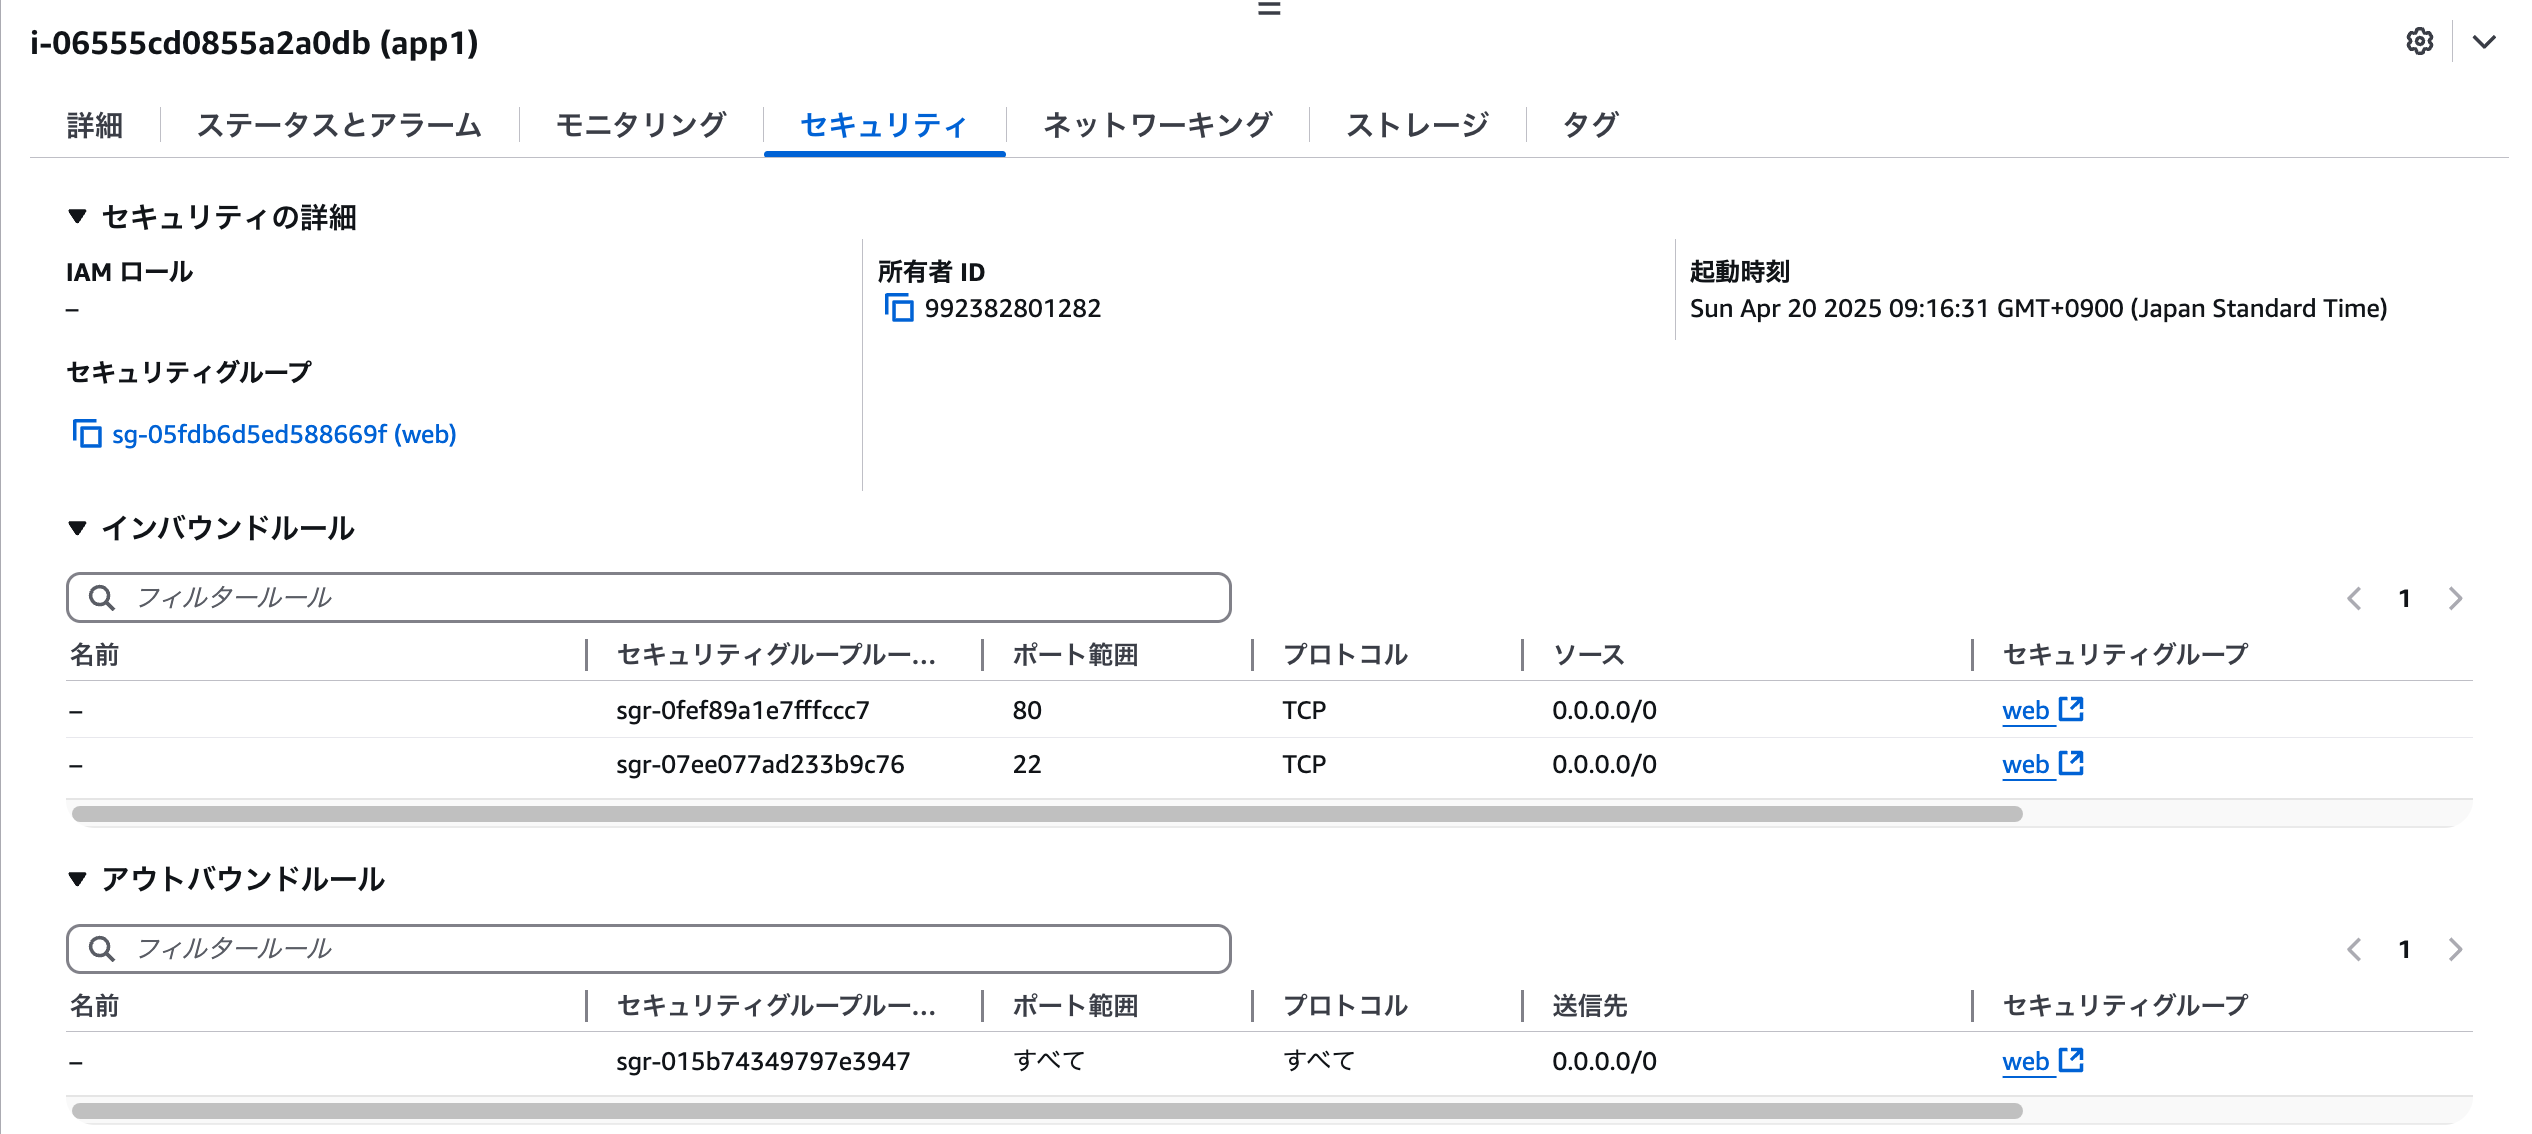 i-06555cd0855a2a0db (app1)
詳細 ステータスとアラーム モニタリング セキュリティ ネットワーキング ストレージ タグ
▼ セキュリティの詳細
IAM ロール 所有者 ID 起動時刻
– 992382801282 Sun Apr 20 2025 09:16:31 GMT+0900 (Japan Standard Time)
セキュリティグループ
sg-05fdb6d5ed588669f (web)
▼ インバウンドルール
フィルタールール 1
名前 セキュリティグループルー... ポート範囲 プロトコル ソース セキュリティグループ
– sgr-0fef89a1e7fffccc7 80 TCP 0.0.0.0/0 web
– sgr-07ee077ad233b9c76 22 TCP 0.0.0.0/0 web
▼ アウトバウンドルール
フィルタールール 1
名前 セキュリティグループルー... ポート範囲 プロトコル 送信先 セキュリティグループ
– sgr-015b74349797e3947 すべて すべて 0.0.0.0/0 web